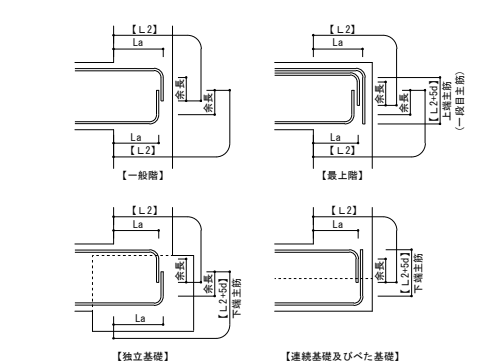 【L2】
La
余長
余長
La
【L2】
【一般階】
【L2】
La
余長
余長
【L2+5d】
上端主筋
(一段目主筋)
La
【L2】
【最上階】
【L2】
La
余長
余長
【L2+5d】
下端主筋
La
【独立基礎】
【L2】
La
余長
【L2+5d】
下端主筋
【連続基礎及びべた基礎】